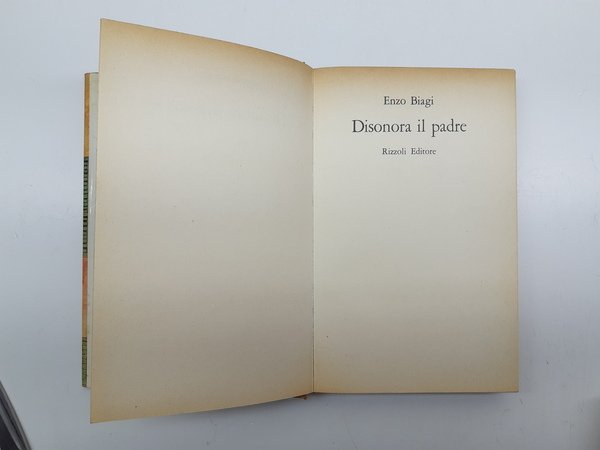 Enzo Biagi
Disonora il padre
Rizzoli Editore